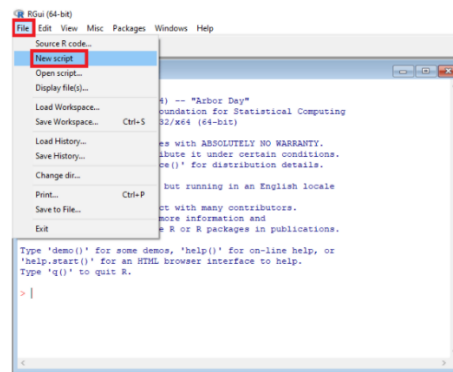 RGui (64-bit)
File Edit View Misc Packages Windows Help
Source R code...
New script
Open script...
Display file(s)...
Load Workspace...
Save Workspace... Ctrl+S
Load History...
Save History...
Change dir...
Print... Ctrl+P
Save to File...
Exit
4) -- "Arbor Day"
oundation for Statistical Computing
32/x64 (64-bit)
es with ABSOLUTELY NO WARRANTY.
ibute it under certain conditions.
ce()' for distribution details.
but running in an English locale
ct with many contributors.
more information and
e R or R packages in publications.
Type 'demo()' for some demos, 'help()' for on-line help, or
'help.start()' for an HTML browser interface to help.
Type 'q()' to quit R.
>